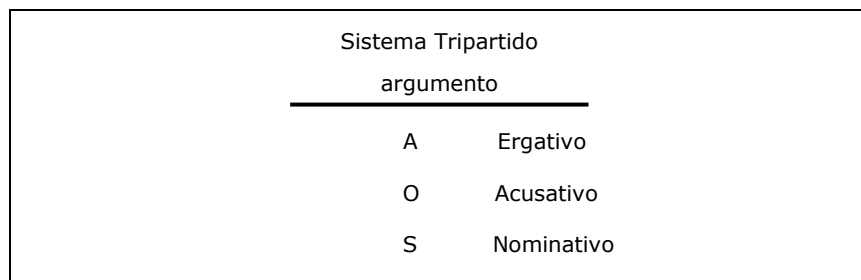 Sistema Tripartido
argumento
A Ergativo
O Acusativo
S Nominativo